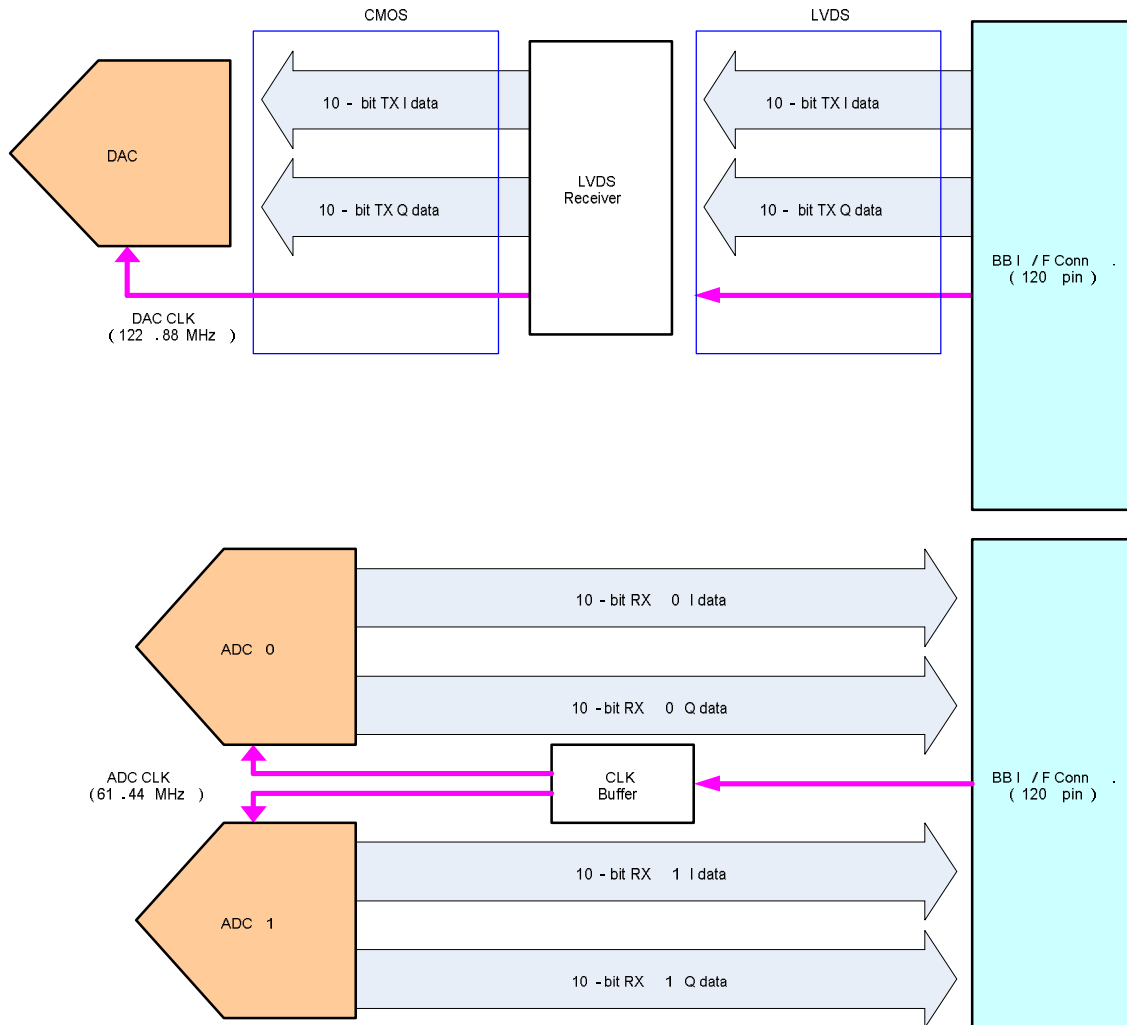 CMOS
LVDS
10 - bit TX I data
10 - bit TX I data
DAC
LVDS
Receiver
10 - bit TX Q data
10 - bit TX Q data
BB I / F Conn .
( 120 pin )
DAC CLK
( 122 . 88 MHz )
10 - bit RX 0 I data
ADC 0
10 - bit RX 0 Q data
ADC CLK
( 61 . 44 MHz )
CLK
Buffer
BB I / F Conn .
( 120 pin )
10 - bit RX 1 I data
ADC 1
10 - bit RX 1 Q data